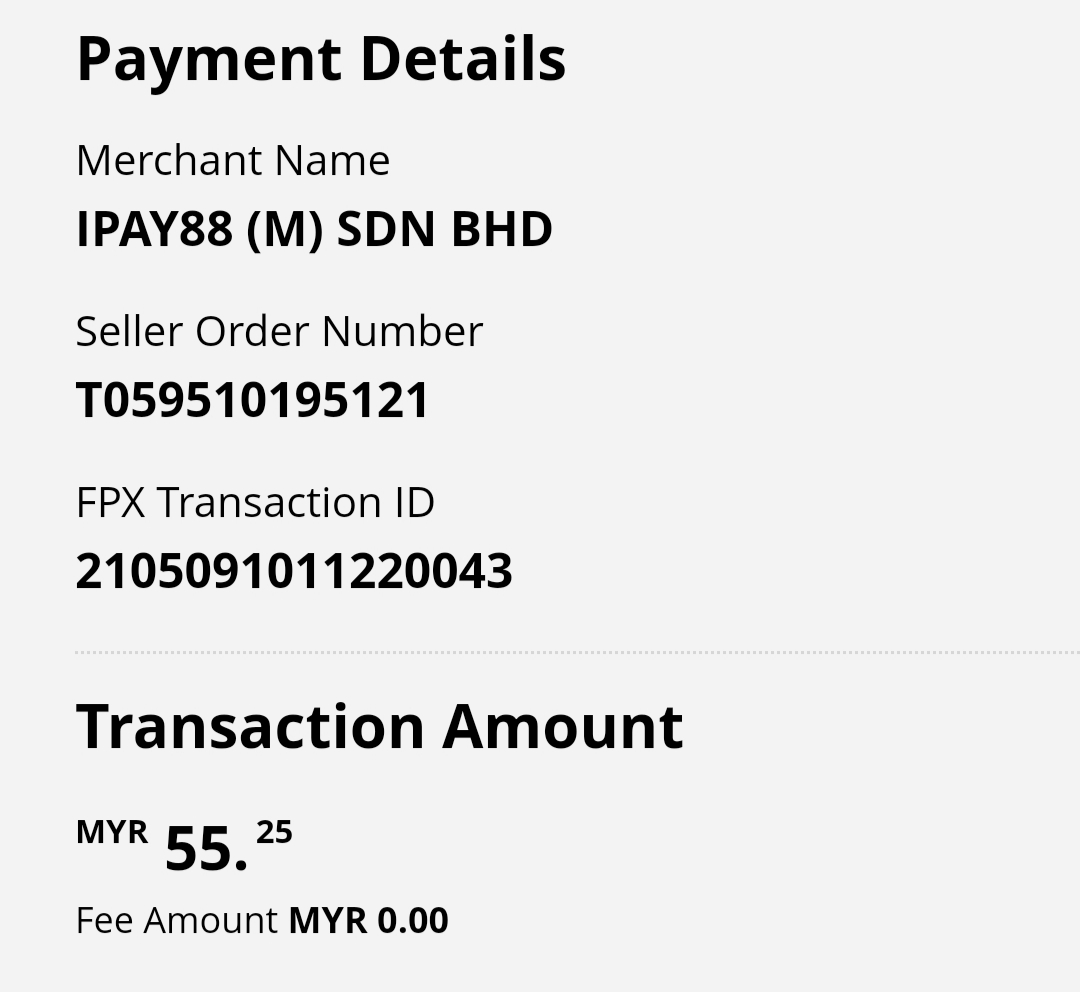 Payment Details
Merchant Name
IPAY88 (M) SDN BHD
Seller Order Number
T059510195121
FPX Transaction ID
2105091011220043
Transaction Amount
MYR 55.25
Fee Amount MYR 0.00